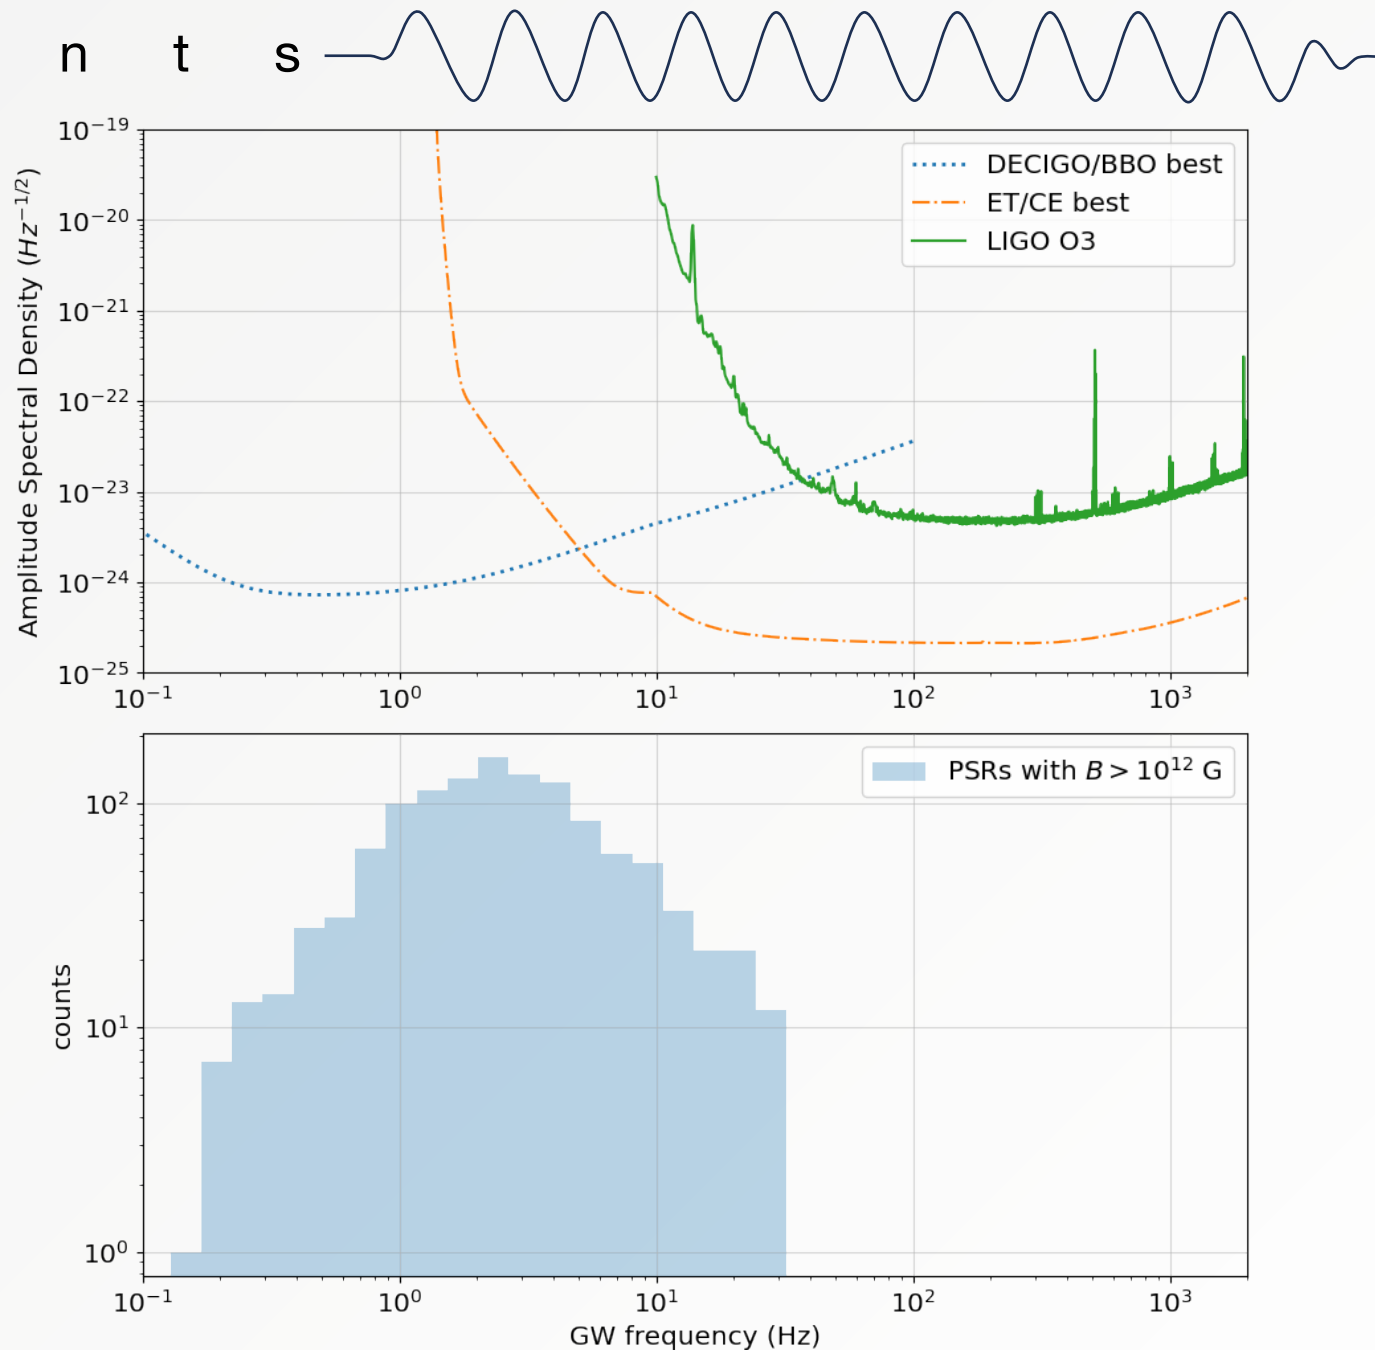 n t s
10⁻¹⁹
10⁻²⁰
10⁻²¹
10⁻²²
10⁻²³
10⁻²⁴
10⁻²⁵
Amplitude Spectral Density (Hz⁻¹/²)
DECIGO/BBO best
ET/CE best
LIGO O3
10⁻¹ 10⁰ 10¹ 10² 10³
PSRs with B > 10¹² G
10²
10¹
10⁰
counts
10⁻¹ 10⁰ 10¹ 10² 10³
GW frequency (Hz)